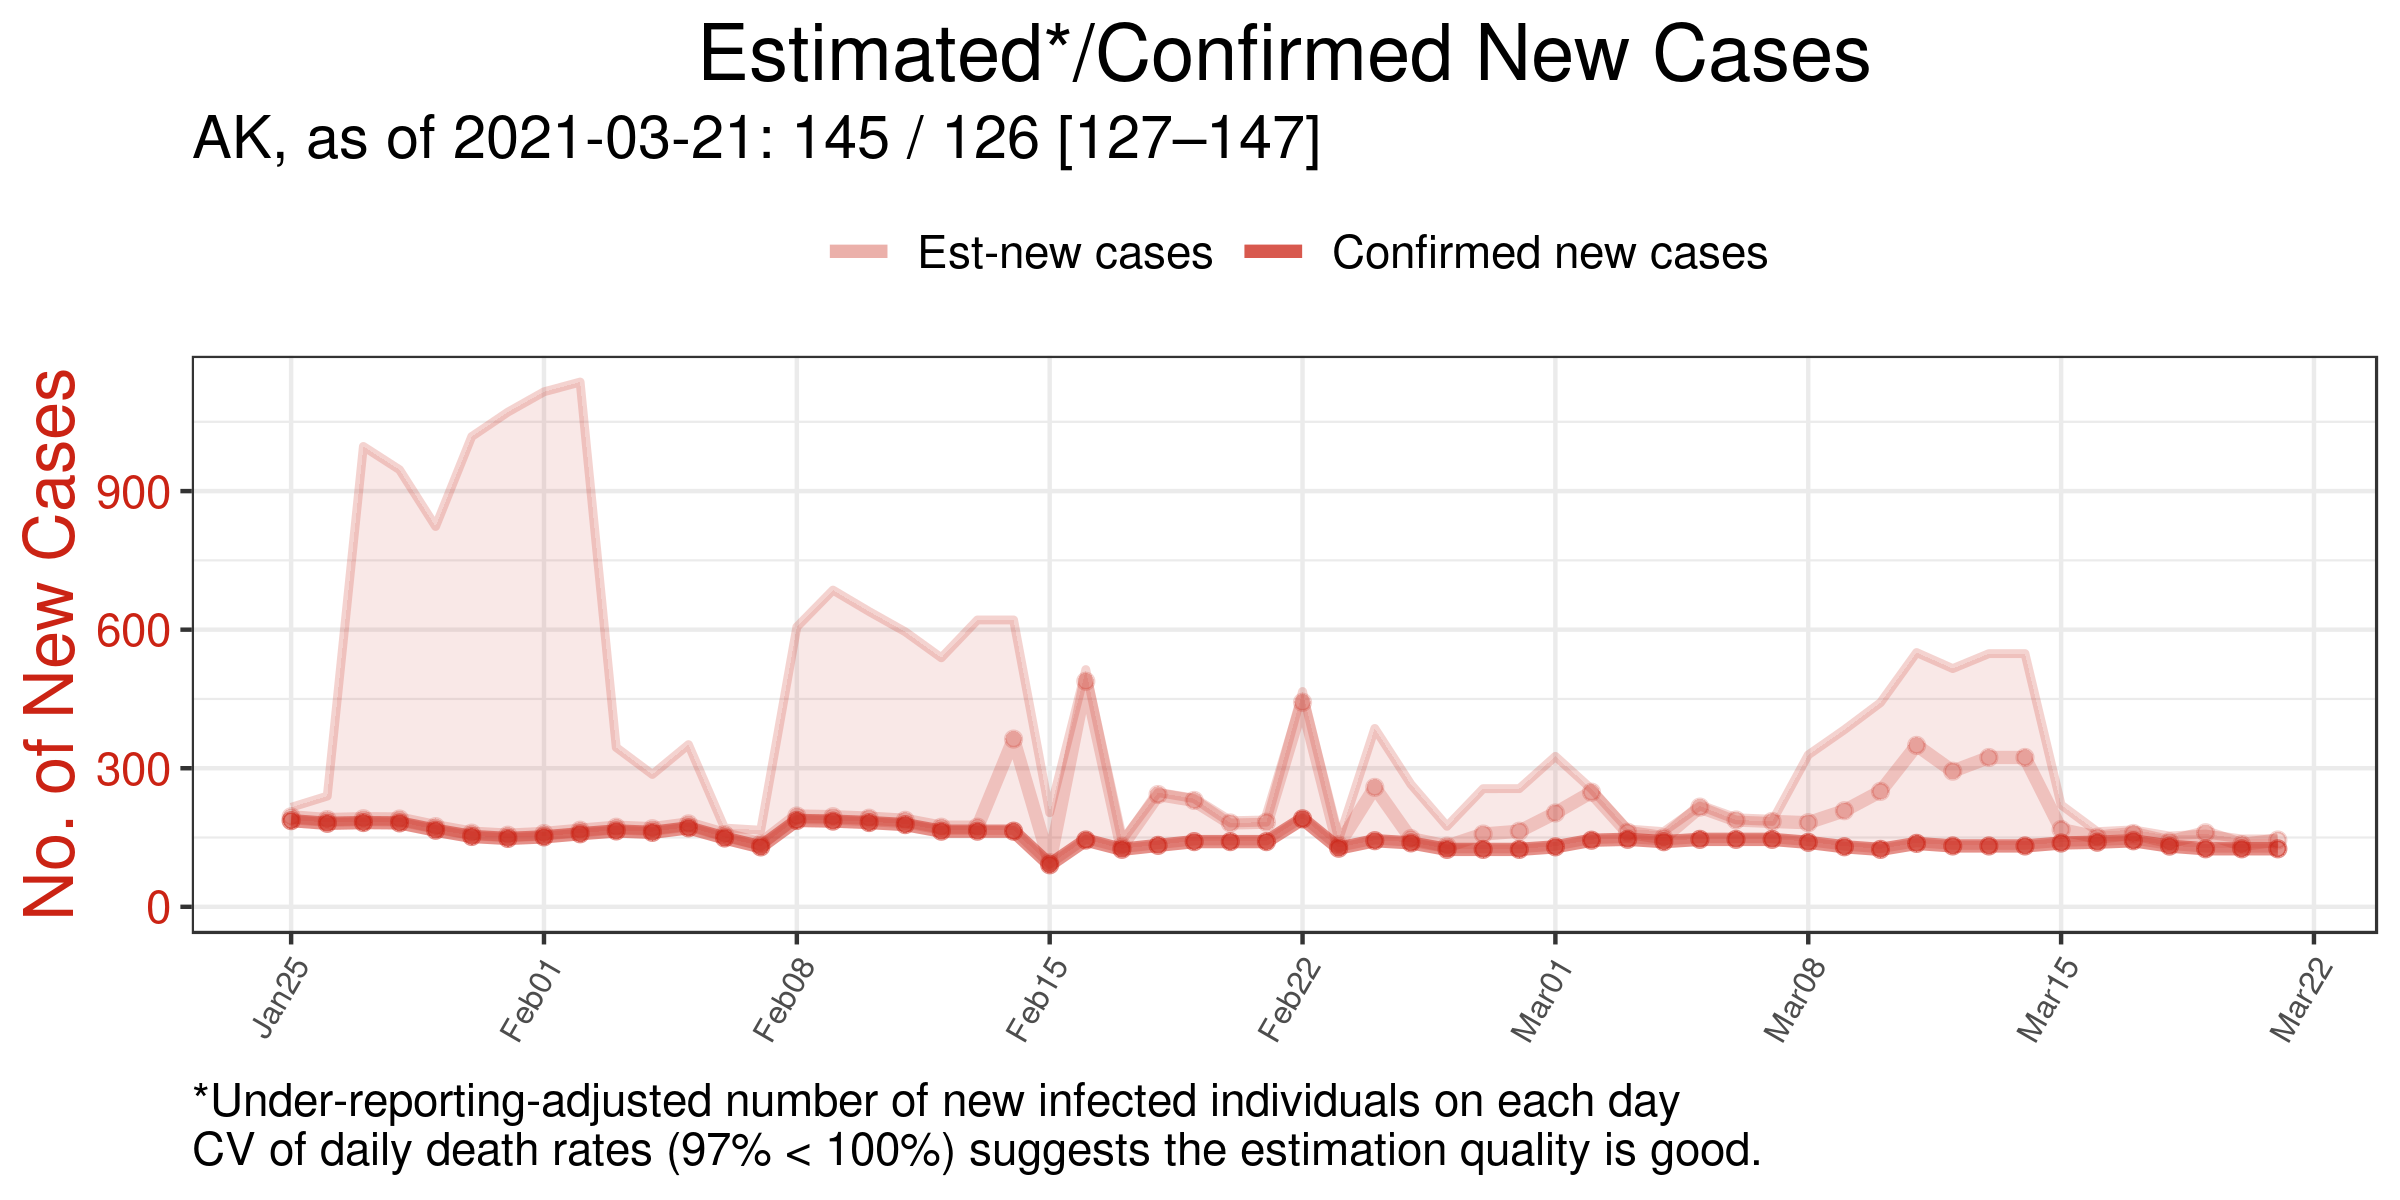 Estimated*/Confirmed New Cases
AK, as of 2021-03-21: 145 / 126 [127–147]
Est-new cases
Confirmed new cases
No. of New Cases
900
600
300
0
Jan25
Feb01
Feb08
Feb15
Feb22
Mar01
Mar08
Mar15
Mar22
*Under-reporting-adjusted number of new infected individuals on each day
CV of daily death rates (97% < 100%) suggests the estimation quality is good.